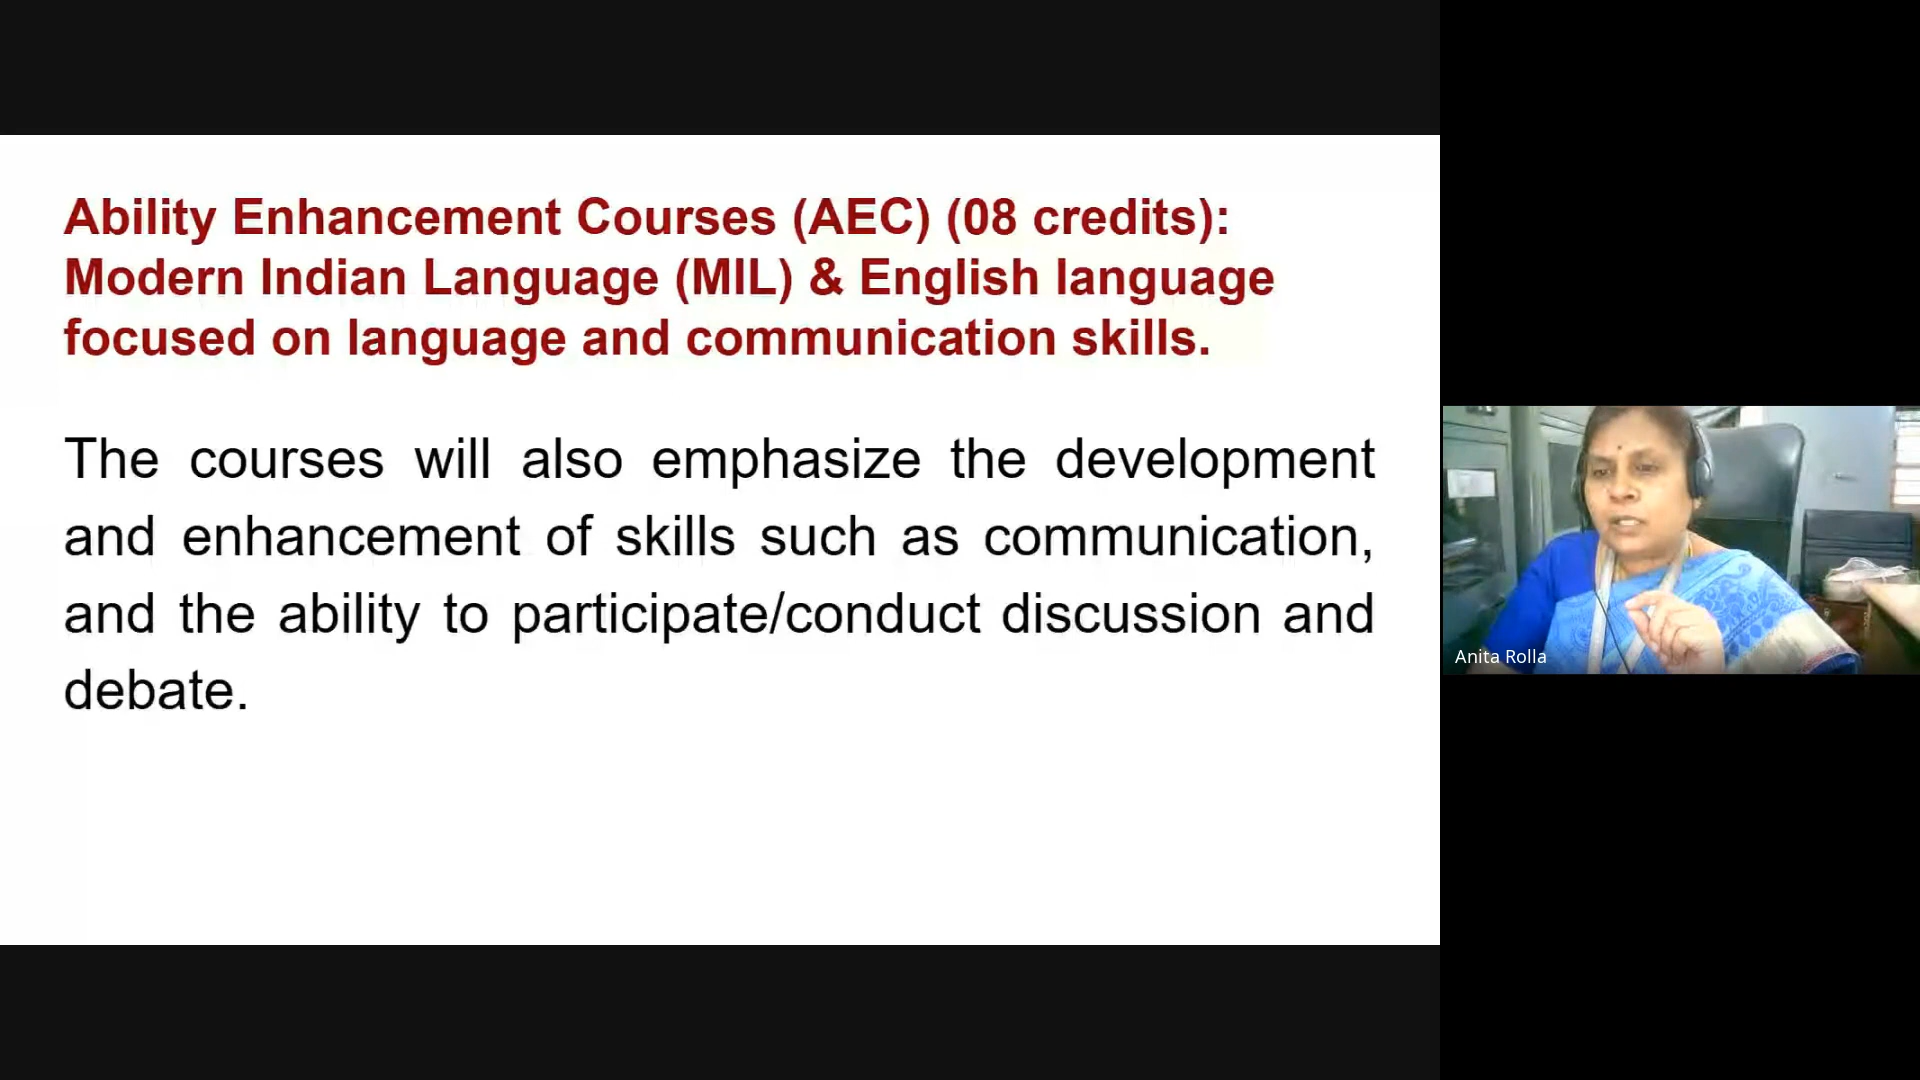 Ability Enhancement Courses (AEC) (08 credits):
Modern Indian Language (MIL) & English language
focused on language and communication skills.
The courses will also emphasize the development
and enhancement of skills such as communication,
and the ability to participate/conduct discussion and
debate.
Anita Rolla